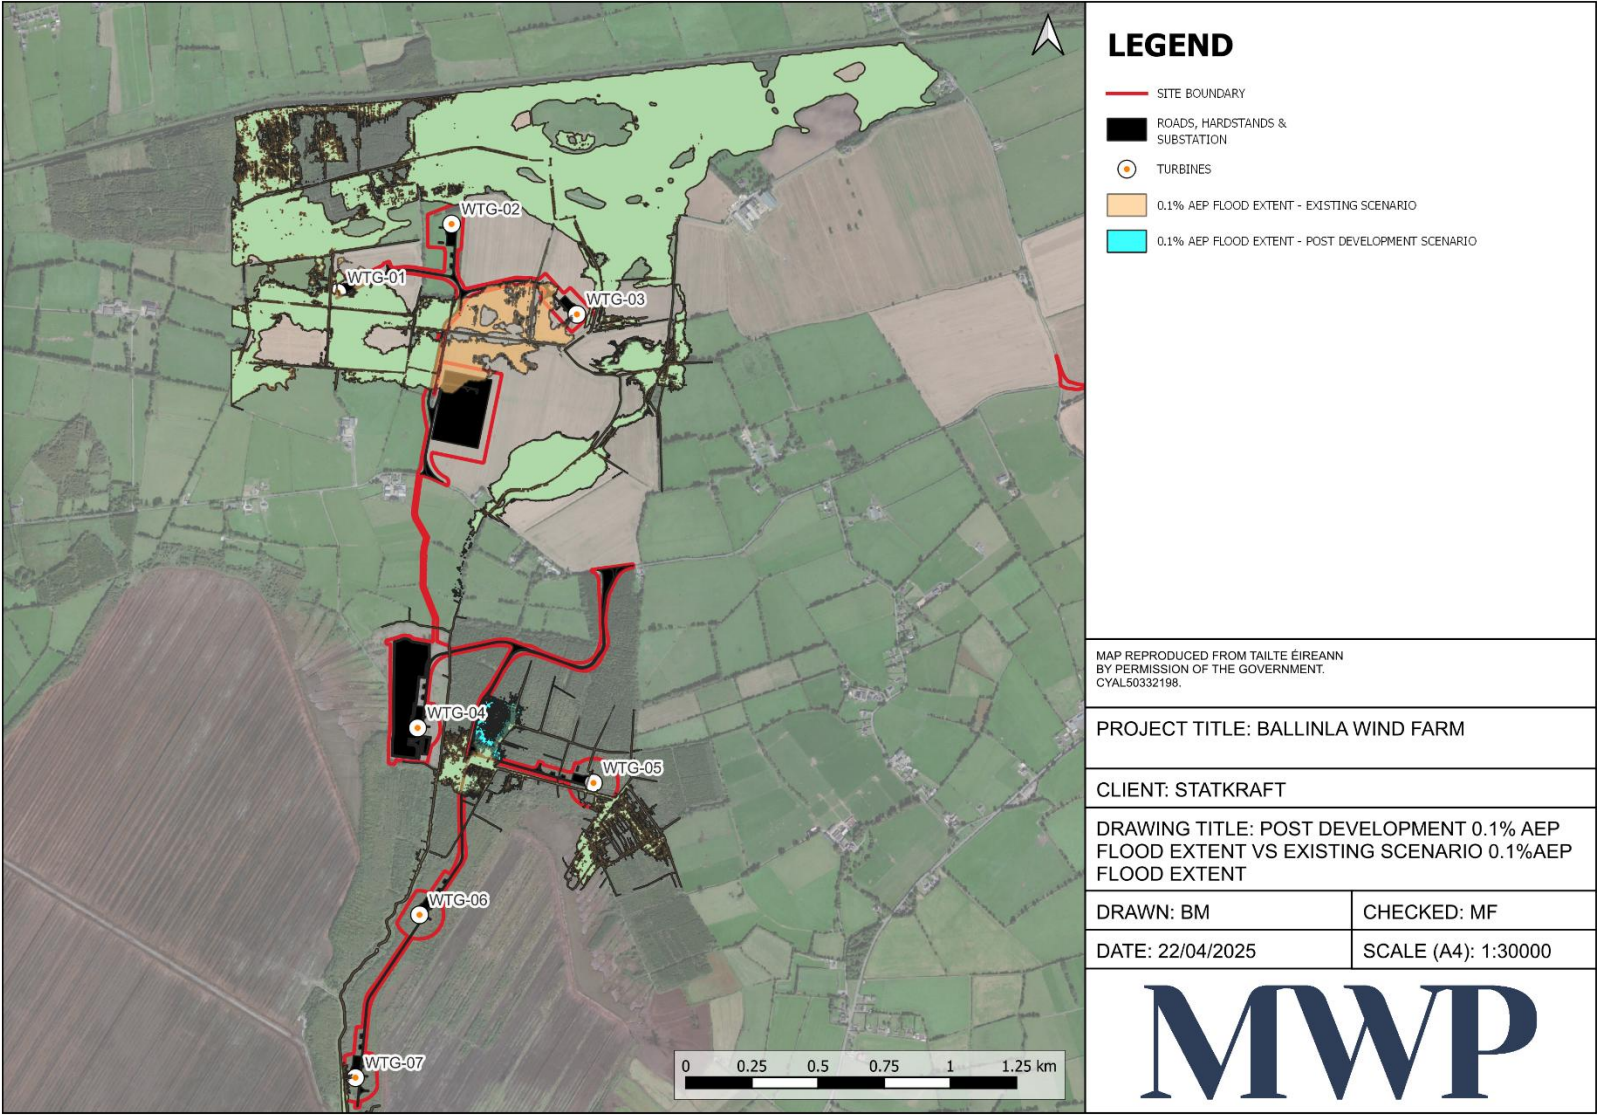 WTG-02
WTG-01
WTG-03
WTG-04
WTG-05
WTG-06
WTG-07
0 0.25 0.5 0.75 1 1.25 km
LEGEND
SITE BOUNDARY
ROADS, HARDSTANDS &
SUBSTATION
TURBINES
0.1% AEP FLOOD EXTENT - EXISTING SCENARIO
0.1% AEP FLOOD EXTENT - POST DEVELOPMENT SCENARIO
MAP REPRODUCED FROM TAILTE ÉIREANN
BY PERMISSION OF THE GOVERNMENT.
CYAL50332198.
PROJECT TITLE: BALLINLA WIND FARM
CLIENT: STATKRAFT
DRAWING TITLE: POST DEVELOPMENT 0.1% AEP
FLOOD EXTENT VS EXISTING SCENARIO 0.1%AEP
FLOOD EXTENT
DRAWN: BM
CHECKED: MF
DATE: 22/04/2025
SCALE (A4): 1:30000
MWP